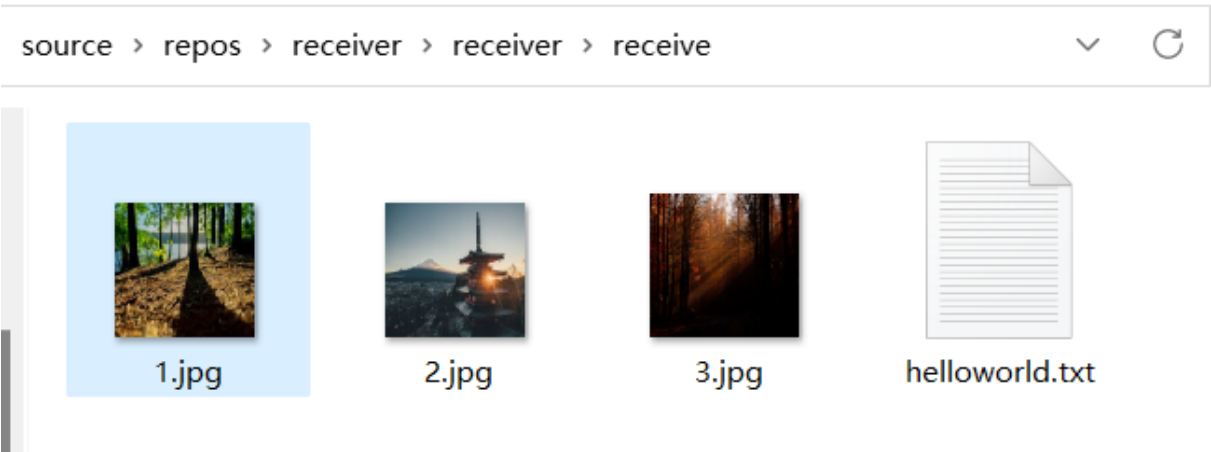 source > repos > receiver > receiver > receive
1.jpg
2.jpg
3.jpg
helloworld.txt